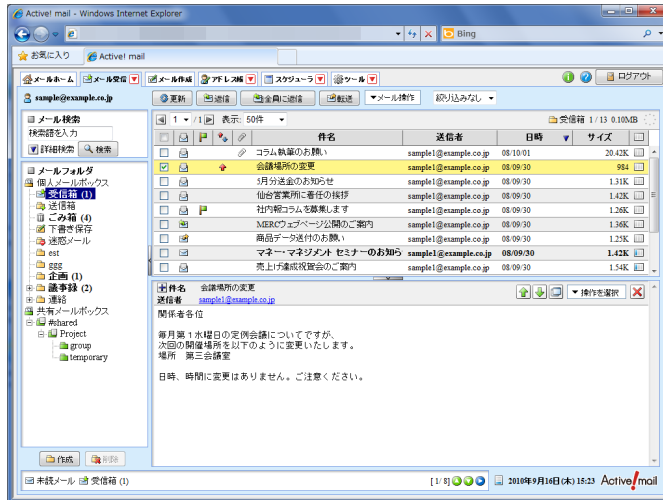 Active! mail - Windows Internet Explorer
Bing
お気に入り Active! mail
メールホーム メール受信 メール作成 アドレス帳 スケジューラ ツール ログアウト
sample@example.co.jp 更新 返信 全員に返信 転送 ▼メール操作 絞り込みなし
メール検索
検索語を入力
詳細検索 検索
メールフォルダ
個人メールボックス
受信箱 (1)
送信箱
ごみ箱 (4)
下書き保存
迷惑メール
est
ggg
企画 (1)
議事録 (2)
連絡
共有メールボックス
#shared
Project
group
temporary
作成 削除
1 /1 表示: 50件 受信箱 1 / 13 0.10MB
件名 送信者 日時 ▼ サイズ
コラム執筆のお願い sample1@example.co.jp 08/10/01 20.42K
会議場所の変更 sample1@example.co.jp 08/09/30 984
5月分送金のお知らせ sample1@example.co.jp 08/09/30 1.31K
仙台営業所に着任の挨拶 sample1@example.co.jp 08/09/30 1.42K
社内報コラムを募集します sample1@example.co.jp 08/09/30 1.26K
MERCウェブページ公開のご案内 sample1@example.co.jp 08/09/30 1.36K
商品データ送付のお願い sample1@example.co.jp 08/09/30 1.25K
マネー・マネジメント セミナーのお知ら sample1@example.co.jp 08/09/30 1.42K
売上げ達成祝賀会のご案内 sample1@example.co.jp 08/09/30 1.54K
件名 会議場所の変更
送信者 sample1@example.co.jp
▼ 操作を選択
関係者各位
毎月第1水曜日の定例会議についてですが、
次回の開催場所を以下のように変更いたします。
場所 第三会議室
日時、時間に変更はありません。ご注意ください。
未読メール 受信箱 (1) [ 1/ 8] 2010年9月16日(木) 15:23 Active! mail